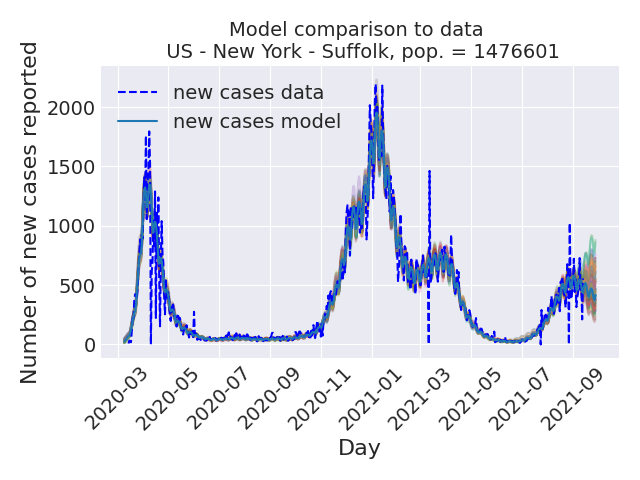 Model comparison to data
US - New York - Suffolk, pop. = 1476601
Number of new cases reported
2000
1500
1000
500
0
new cases data
new cases model
2020-03
2020-05
2020-07
2020-09
2020-11
2021-01
2021-03
2021-05
2021-07
2021-09
Day